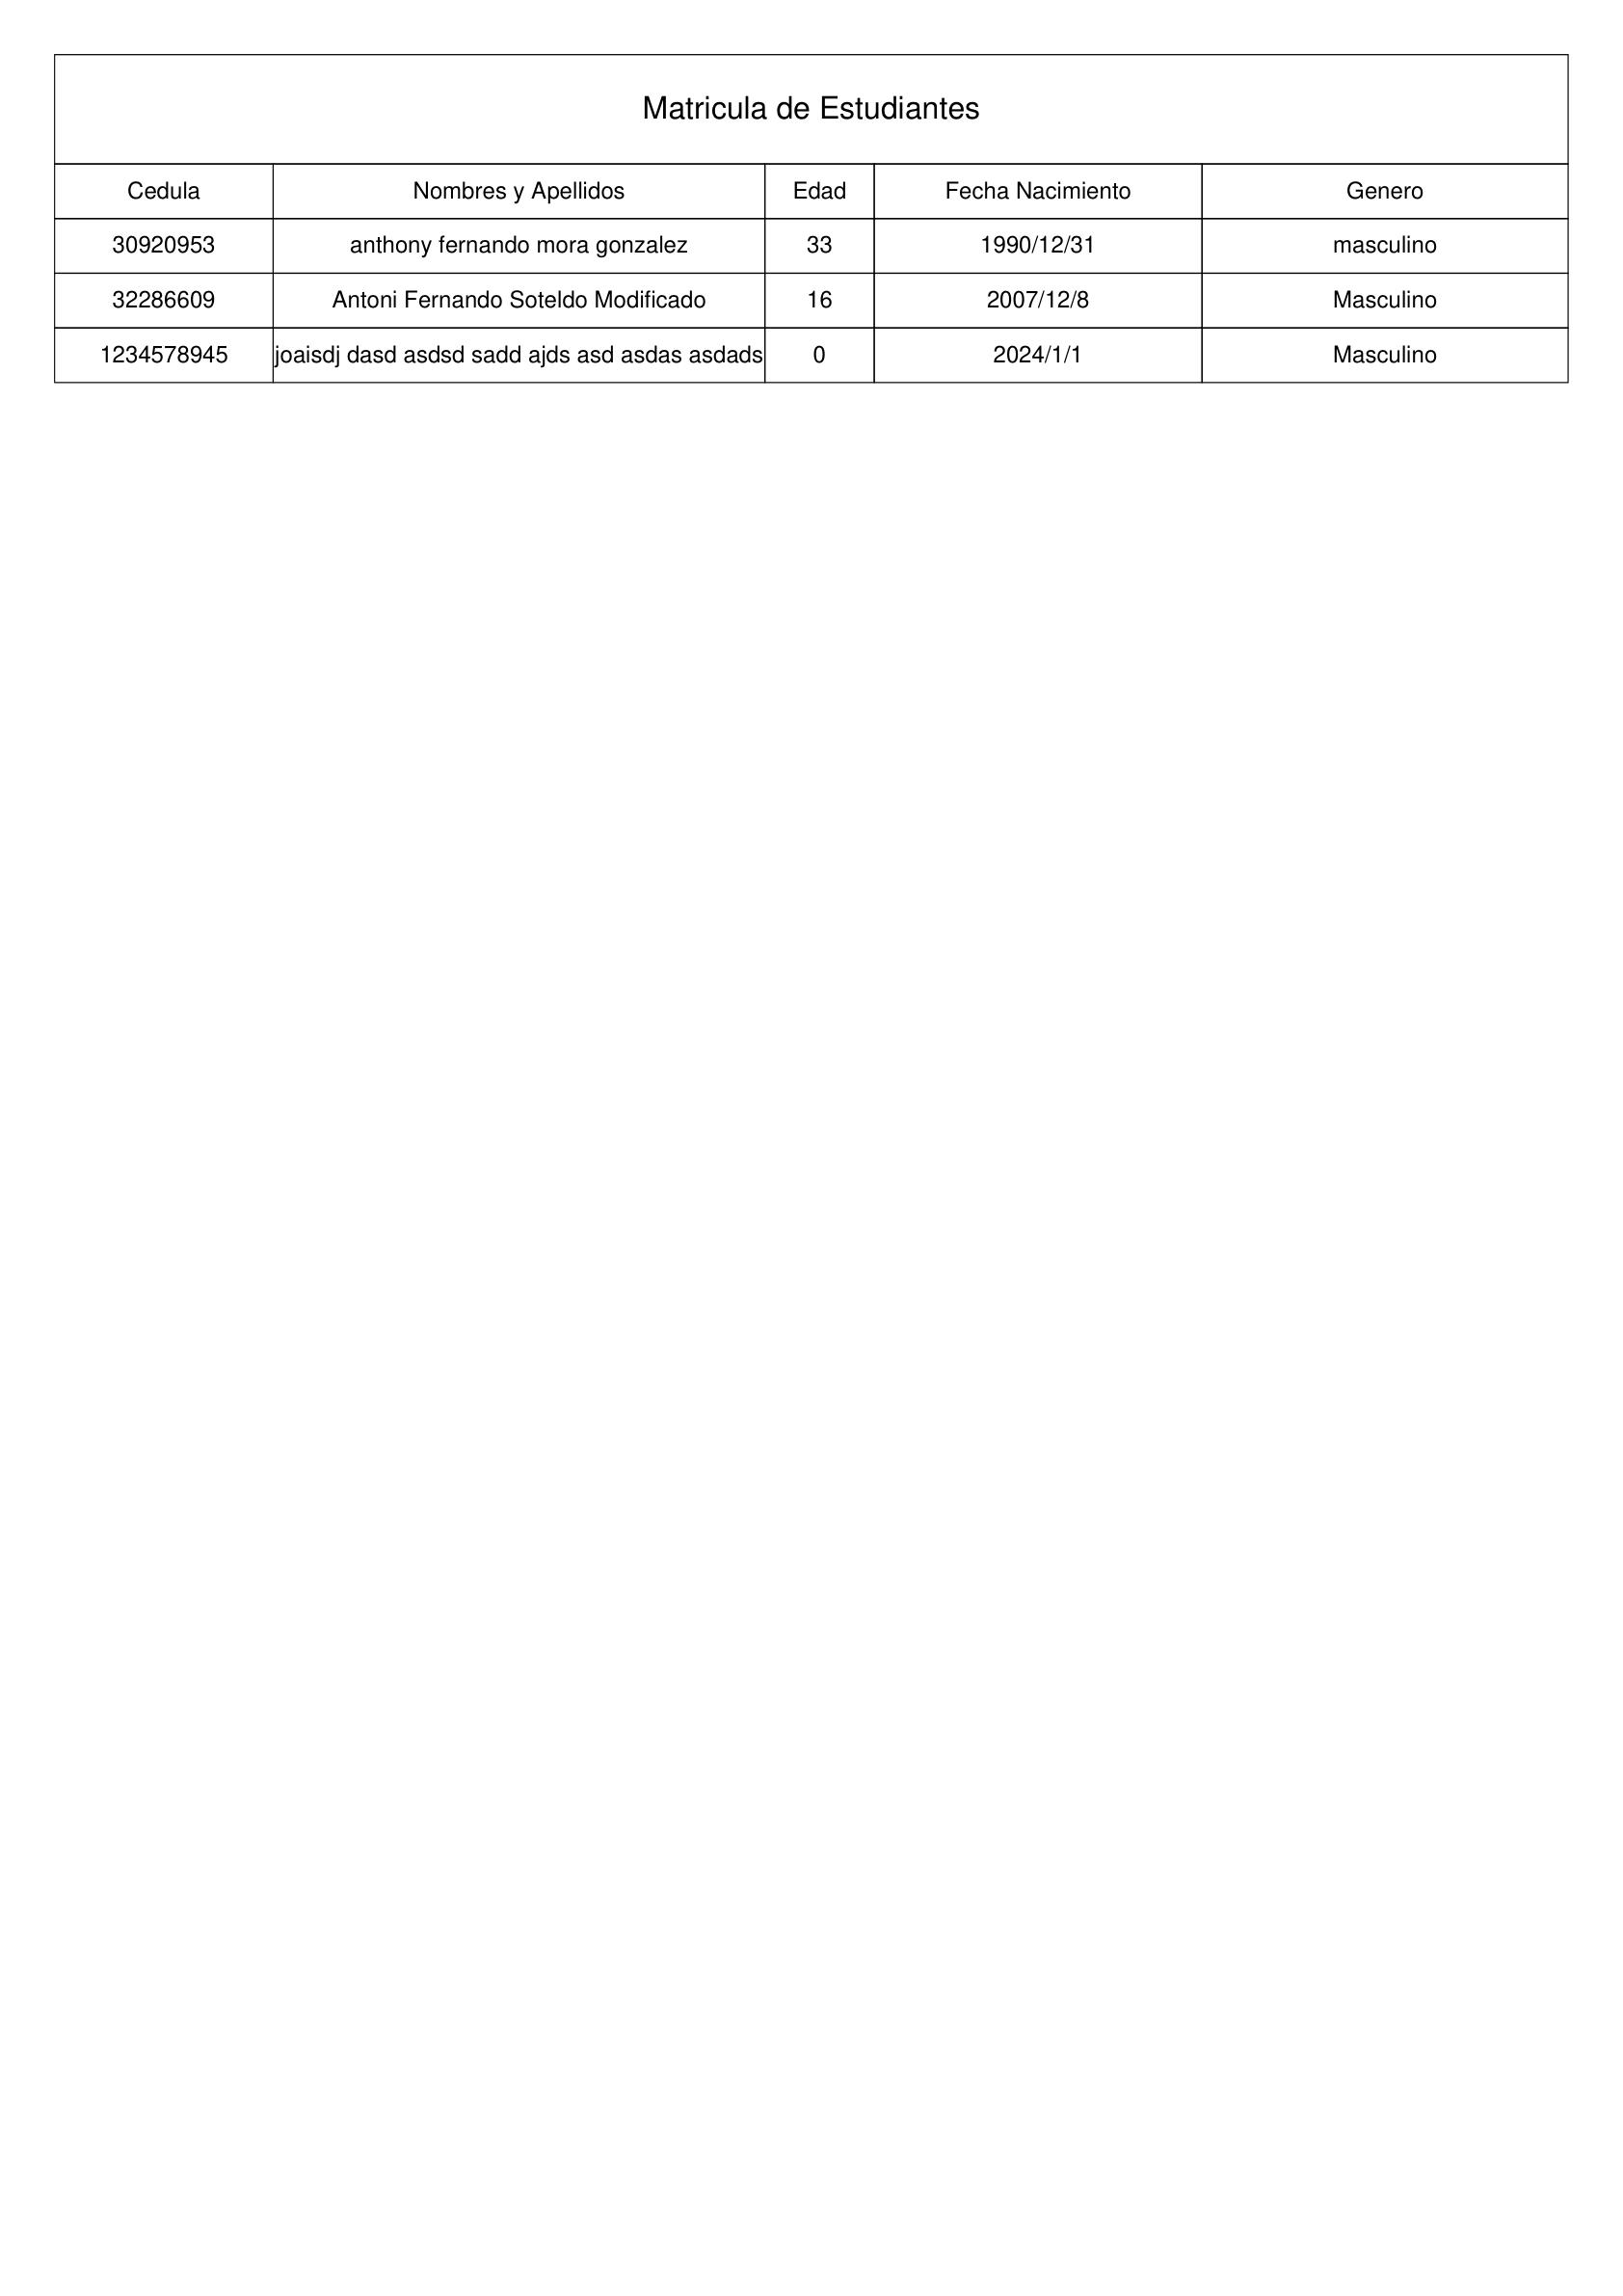 Matricula de Estudiantes
Cedula Nombres y Apellidos Edad Fecha Nacimiento Genero
30920953 anthony fernando mora gonzalez 33 1990/12/31 masculino
32286609 Antoni Fernando Soteldo Modificado 16 2007/12/8 Masculino
1234578945 joaisdj dasd asdsd sadd ajds asd asdas asdads 0 2024/1/1 Masculino